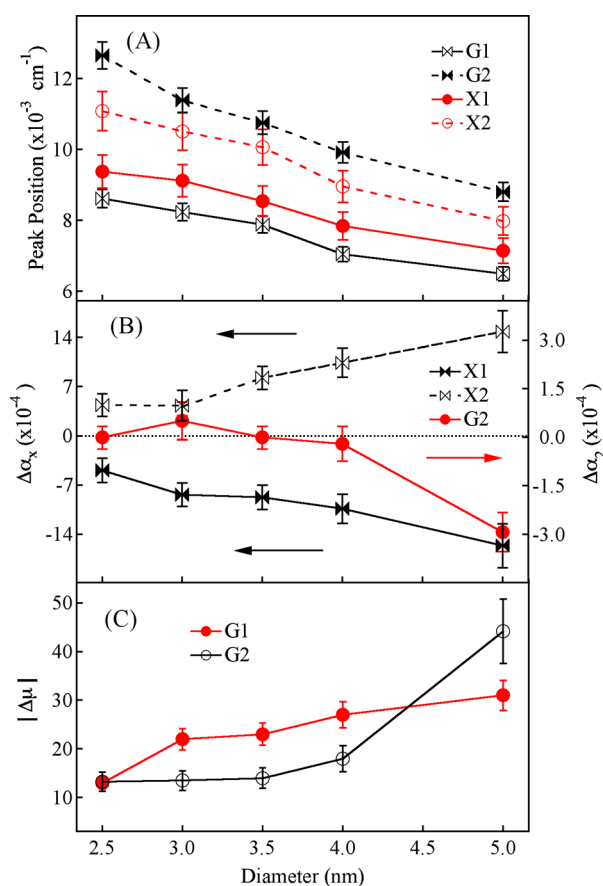 (A)
G1
G2
X1
X2
12
10
8
6
Peak Position (x10⁻³ cm⁻¹)
(B)
14
7
0
-7
-14
Δαₓ (x10⁻⁴)
X1
X2
G2
3.0
1.5
0.0
-1.5
-3.0
Δα₂ (x10⁻⁴)
(C)
G1
G2
50
40
30
20
10
|Δμ|
2.5 3.0 3.5 4.0 4.5 5.0
Diameter (nm)